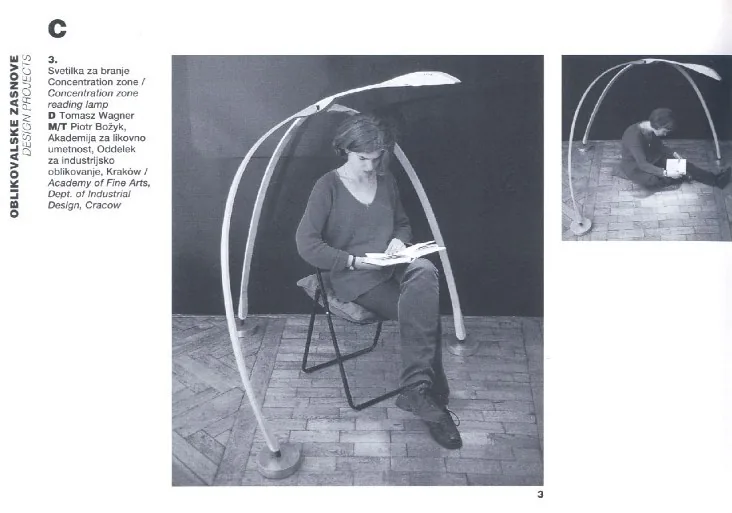 C
OBLIKOVALSKE ZASNOVE
DESIGN PROJECTS
3.
Svetilka za branje
Concentration zone /
Concentration zone
reading lamp
D Tomasz Wagner
M/T Piotr Bożyk,
Akademija za likovno
umetnost, Oddelek
za industrijsko
oblikovanje, Kraków /
Academy of Fine Arts,
Dept. of Industrial
Design, Cracow
3